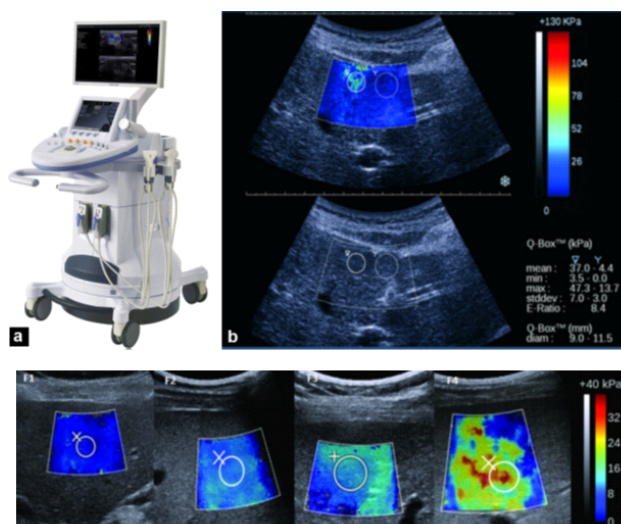 a
b
+130 KPa
104
78
52
26
0
Q-Box™ (kPa)
mean : 37.0 - 4.4
min : 3.5 - 0.0
max : 47.3 - 13.7
stddev : 7.0 - 3.0
E-Ratio : 8.4
Q-Box™ (mm)
diam : 9.0 - 11.5
F1
F2
F3
F4
+40 kPa
32
24
16
8
0